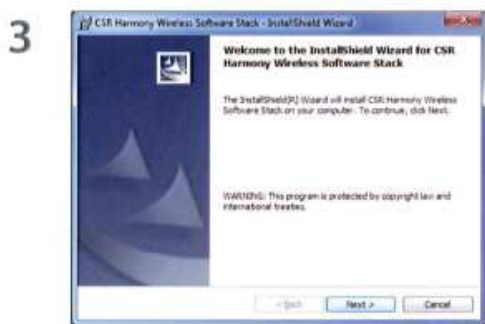 3
CSR Harmony Wireless Software Stack - InstallShield Wizard
Welcome to the InstallShield Wizard for CSR
Harmony Wireless Software Stack
The InstallShield(R) Wizard will install CSR Harmony Wireless
Software Stack on your computer. To continue, click Next.
WARNING: This program is protected by copyright law and
international treaties.
< Back Next > Cancel